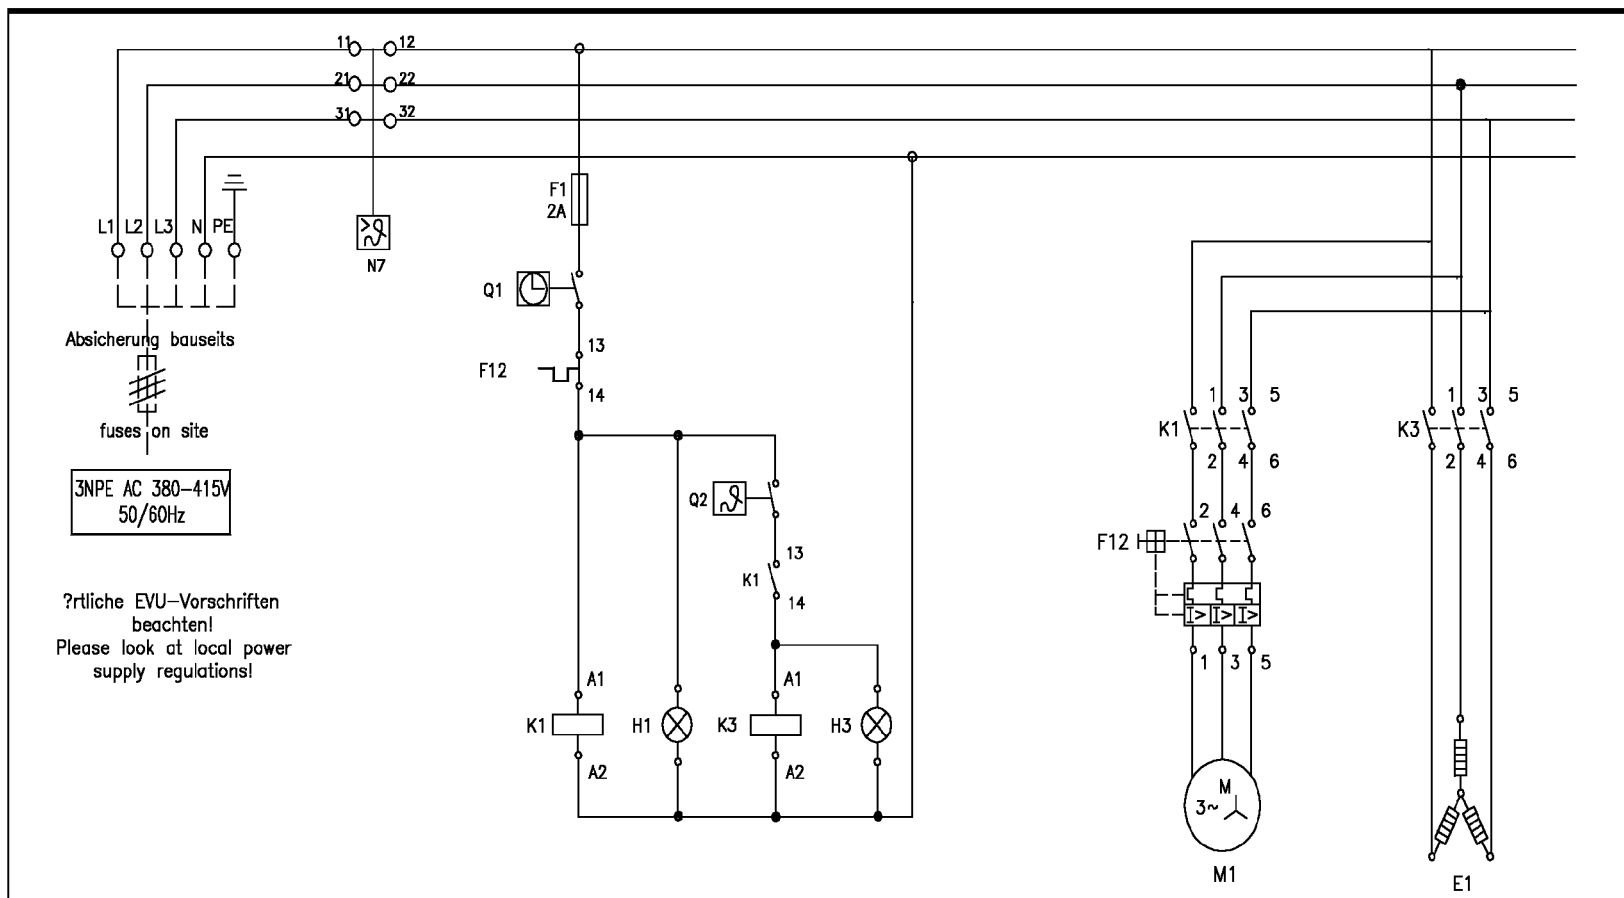 11 12
21 22
31 32
F1
2A
L1 L2 L3 N PE
N7
Q1
Absicherung bauseits
fuses on site
13
F12
14
3NPE AC 380-415V
50/60Hz
Q2
13
K1
14
?rtliche EVU-Vorschriften
beachten!
Please look at local power
supply regulations!
A1 A1
K1 H1 K3 H3
A2 A2
1 3 5
K1
2 4 6
1 3 5
K3
2 4 6
2 4 6
F12
I> I> I>
1 3 5
M
3~
M1
E1